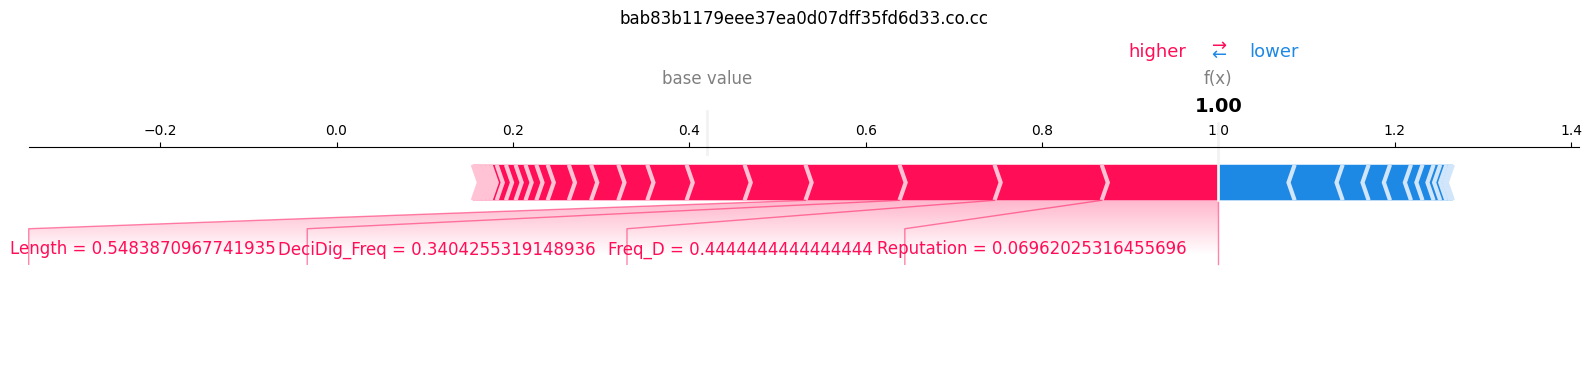 bab83b1179eee37ea0d07dff35fd6d33.co.cc
higher ⇄ lower
base value f(x)
1.00
−0.2 0.0 0.2 0.4 0.6 0.8 1.0 1.2 1.4
Length = 0.5483870967741935 DeciDig_Freq = 0.3404255319148936 Freq_D = 0.4444444444444444 Reputation = 0.06962025316455696